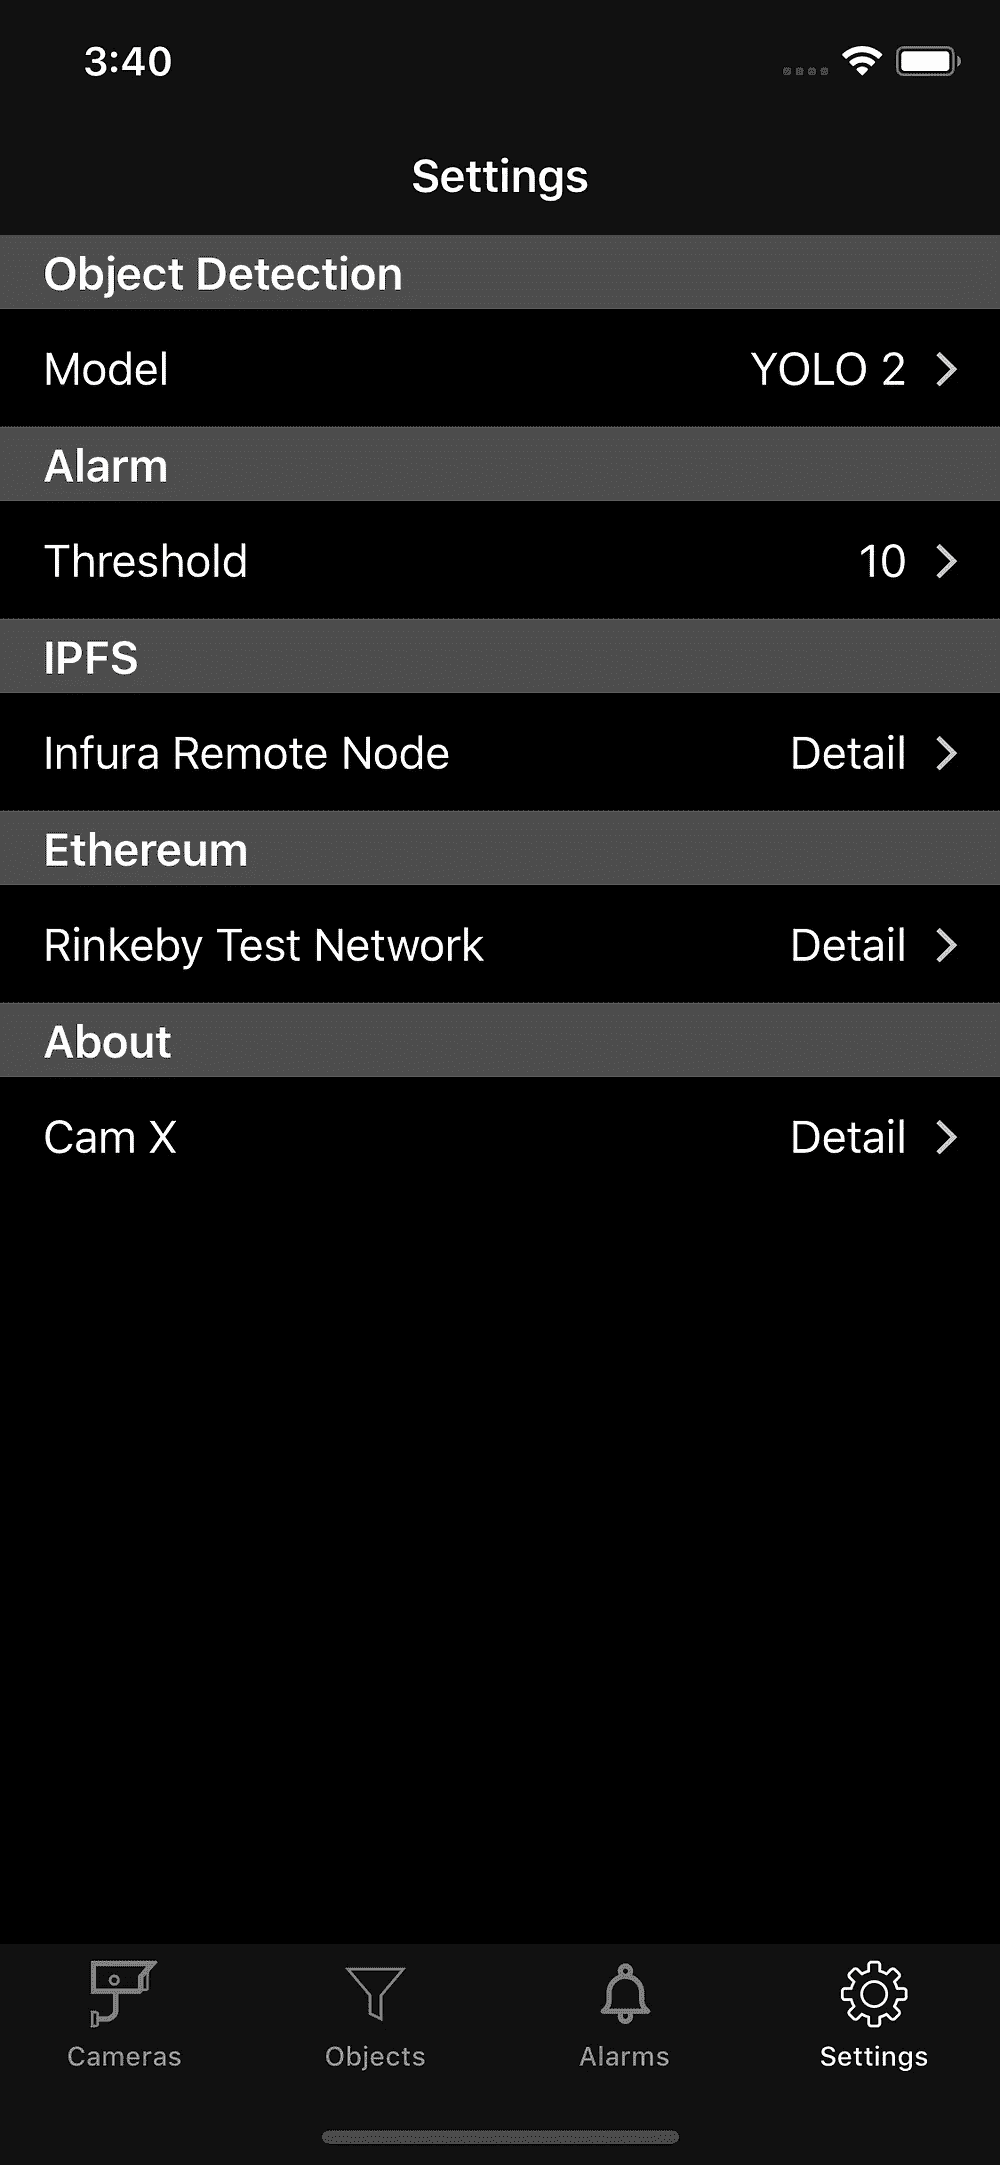 3:40
Settings
Object Detection
Model YOLO 2
Alarm
Threshold 10
IPFS
Infura Remote Node Detail
Ethereum
Rinkeby Test Network Detail
About
Cam X Detail
Cameras Objects Alarms Settings